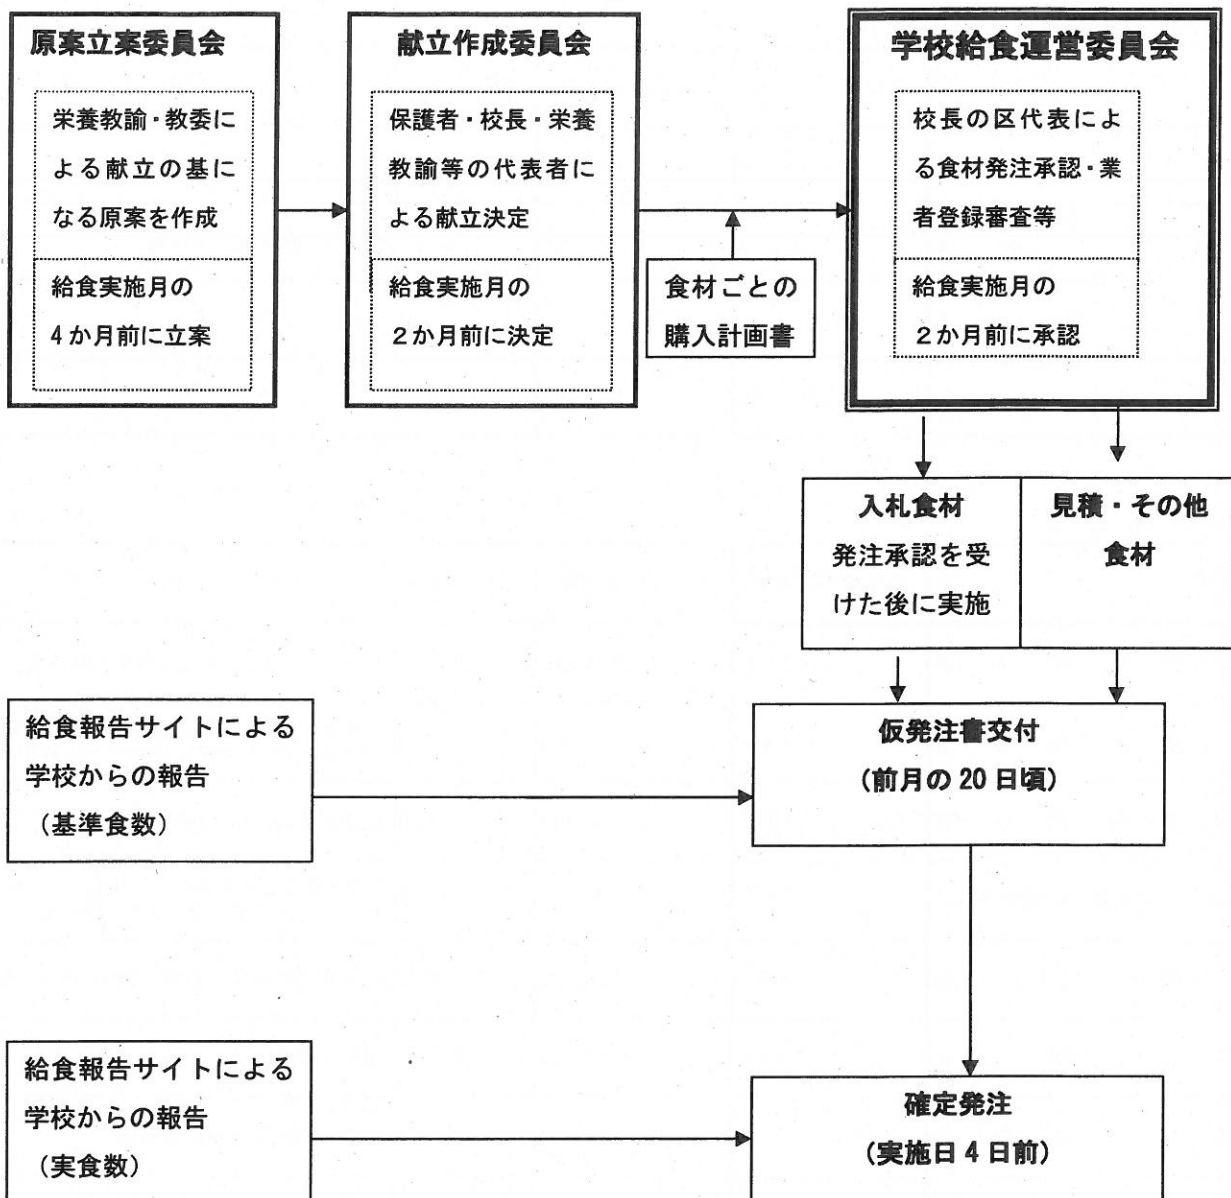 原案立案委員会
栄養教諭・教委に
よる献立の基に
なる原案を作成
給食実施月の
4か月前に立案
献立作成委員会
保護者・校長・栄養
教諭等の代表者に
よる献立決定
給食実施月の
2か月前に決定
食材ごとの
購入計画書
学校給食運営委員会
校長の区代表によ
る食材発注承認・業
者登録審査等
給食実施月の
2か月前に承認
入札食材
発注承認を受
けた後に実施
見積・その他
食材
給食報告サイトによる
学校からの報告
(基準食数)
仮発注書交付
(前月の 20 日頃)
給食報告サイトによる
学校からの報告
(実食数)
確定発注
(実施日 4 日前)